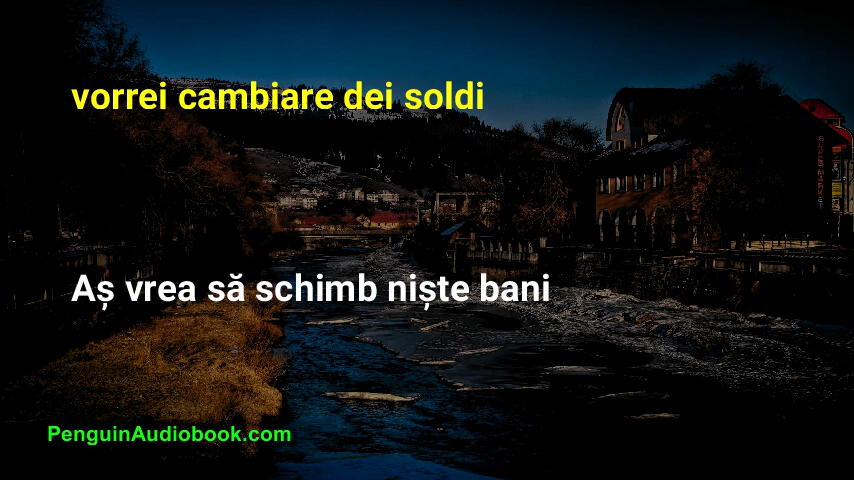 vorrei cambiare dei soldi
Aș vrea să schimb niște bani
PenguinAudiobook.com